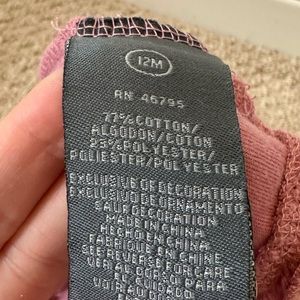 12M
RN 46795
77% COTTON/
ALGODON/COTON
23% POLYESTER/
POLIESTER/POLYESTER
EXCLUSIVE OF DECORATION
EXCLUSIVO DE ORNAMENTO
SAUF DECORATION
MADE IN CHINA
HECHO EN CHINA
FABRIQUE EN CHINE
SEE REVERSE FOR CARE
VER AL DORSO PARA